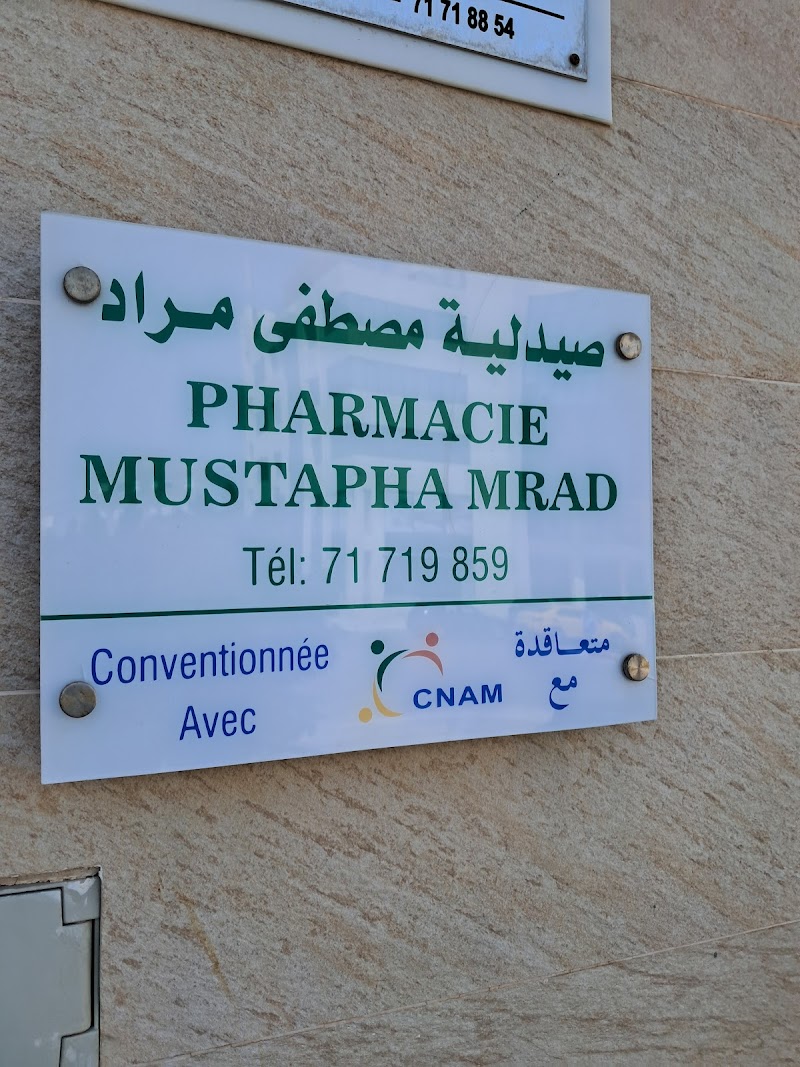 71 71 88 54
صيدلية مصطفى مراد
PHARMACIE
MUSTAPHA MRAD
Tél: 71 719 859
Conventionnée
Avec
CNAM
متعاقدة
مع